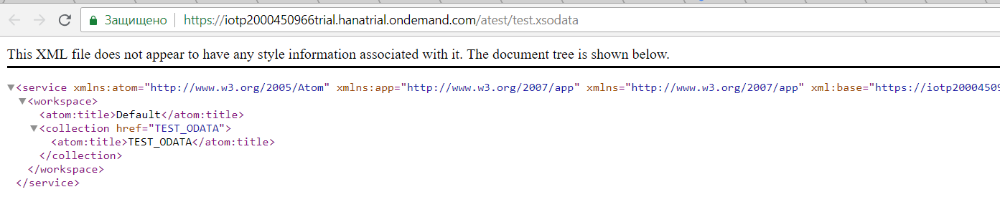 Защищено https://iotp2000450966trial.hanatrial.ondemand.com/atest/test.xsodata
This XML file does not appear to have any style information associated with it. The document tree is shown below.
<service xmlns:atom="http://www.w3.org/2005/Atom" xmlns:app="http://www.w3.org/2007/app" xmlns="http://www.w3.org/2007/app" xml:base="https://iotp20004509
<workspace>
<atom:title>Default</atom:title>
<collection href="TEST_ODATA">
<atom:title>TEST_ODATA</atom:title>
</collection>
</workspace>
</service>